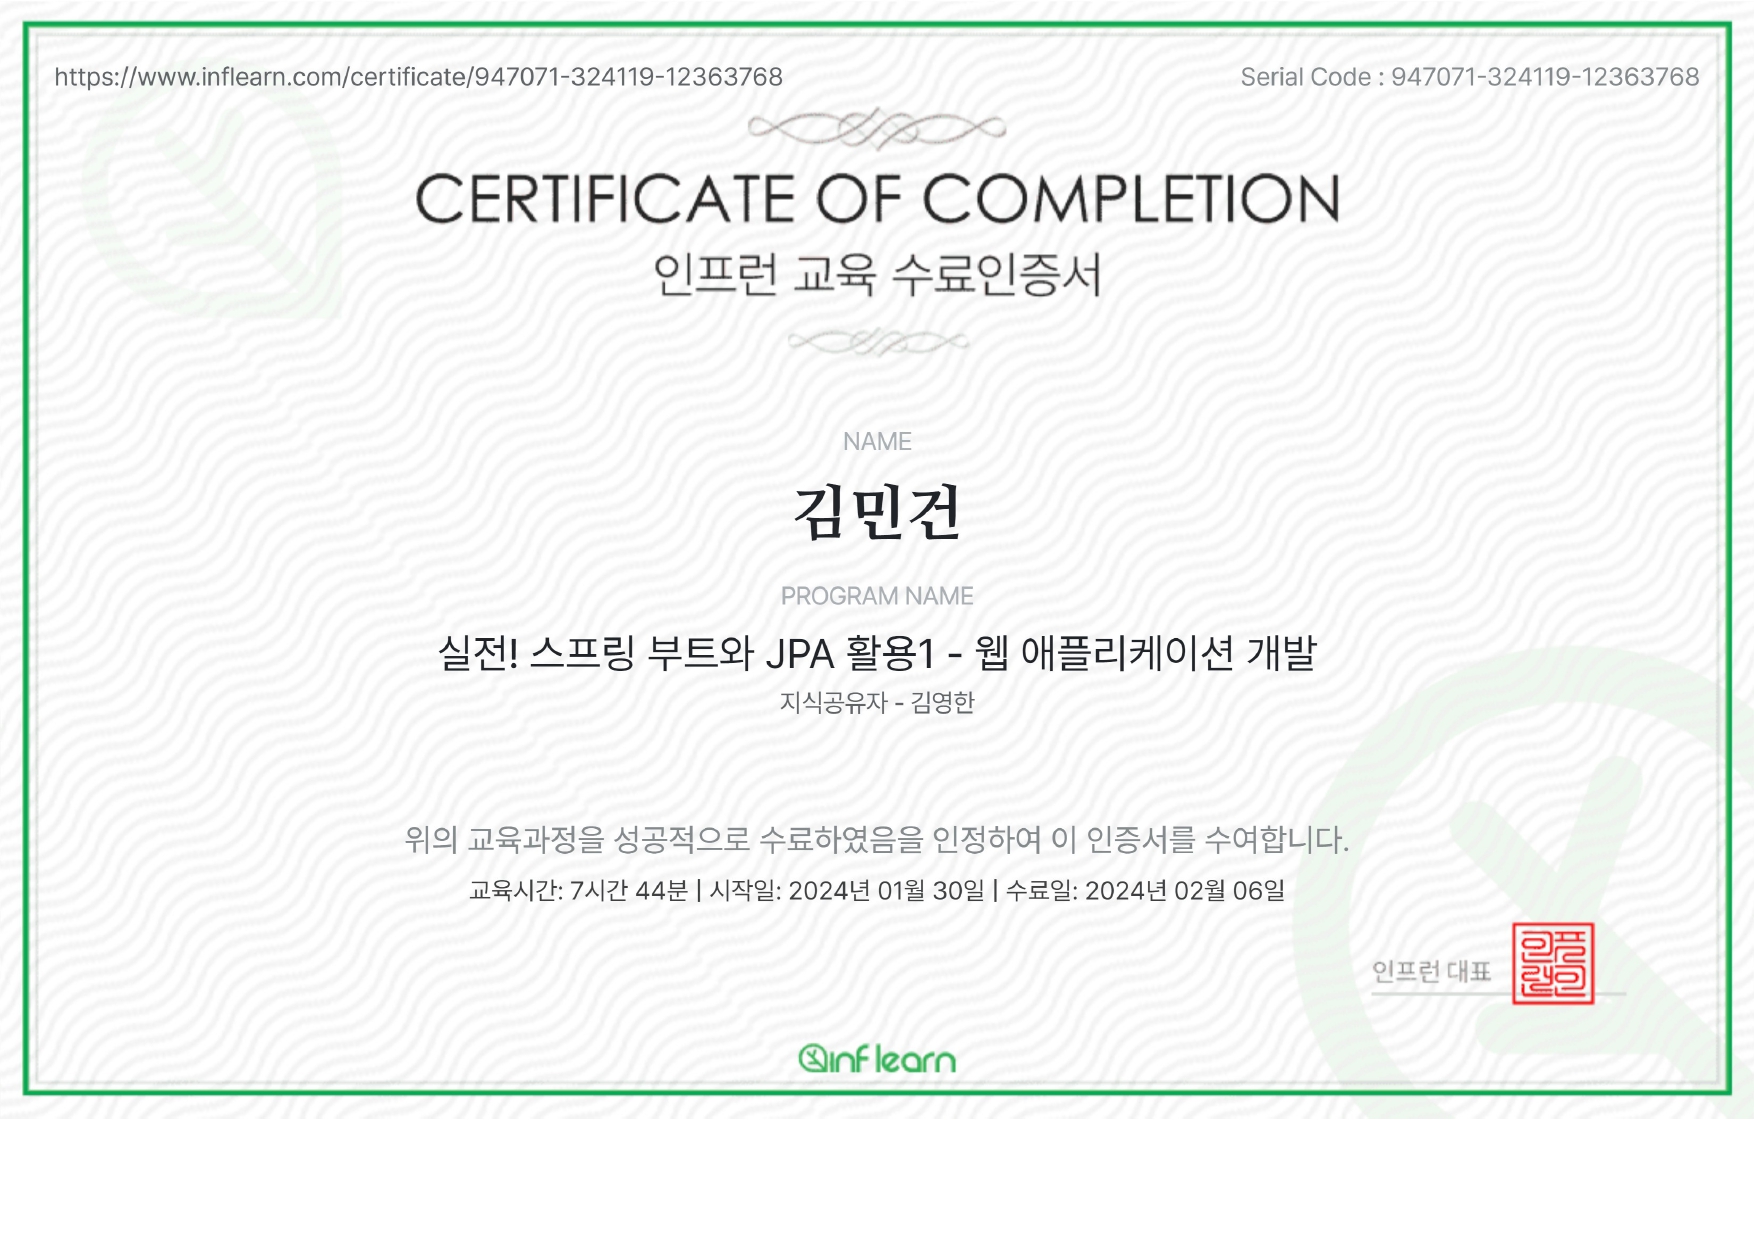 https://www.inflearn.com/certificate/947071-324119-12363768
Serial Code : 947071-324119-12363768
CERTIFICATE OF COMPLETION
인프런 교육 수료인증서
NAME
김민건
PROGRAM NAME
실전! 스프링 부트와 JPA 활용1 - 웹 애플리케이션 개발
지식공유자 - 김영한
위의 교육과정을 성공적으로 수료하였음을 인정하여 이 인증서를 수여합니다.
교육시간: 7시간 44분 | 시작일: 2024년 01월 30일 | 수료일: 2024년 02월 06일
인프런 대표
inflearn